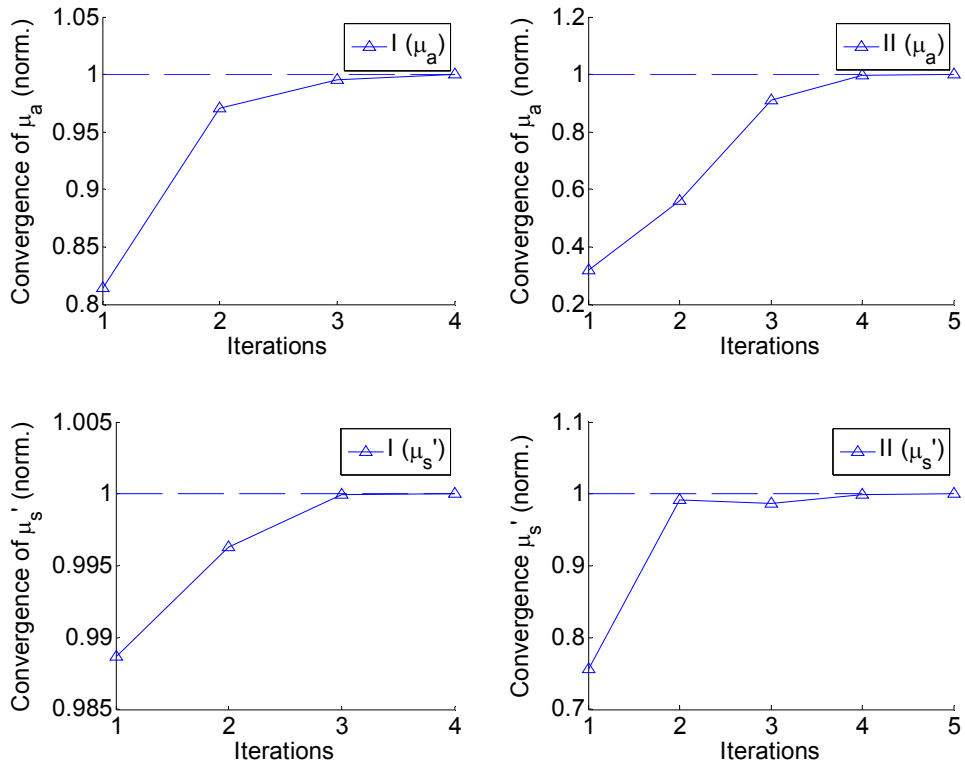 Convergence of μa (norm.)
1.05
1
0.95
0.9
0.85
0.8
I (μa)
1 2 3 4
Iterations
Convergence of μa (norm.)
1.2
1
0.8
0.6
0.4
0.2
II (μa)
1 2 3 4 5
Iterations
Convergence of μs' (norm.)
1.005
1
0.995
0.99
0.985
I (μs')
1 2 3 4
Iterations
Convergence μs' (norm.)
1.1
1
0.9
0.8
0.7
II (μs')
1 2 3 4 5
Iterations